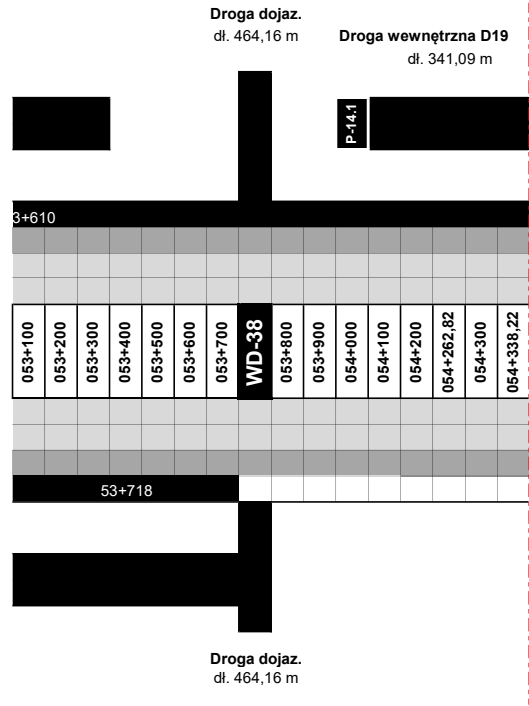 Droga dojaz.
dł. 464,16 m
Droga wewnętrzna D19
dł. 341,09 m
P-14.1
3+610
053+100
053+200
053+300
053+400
053+500
053+600
053+700
WD-38
053+800
053+900
054+000
054+100
054+200
054+262,82
054+300
054+338,22
53+718
Droga dojaz.
dł. 464,16 m